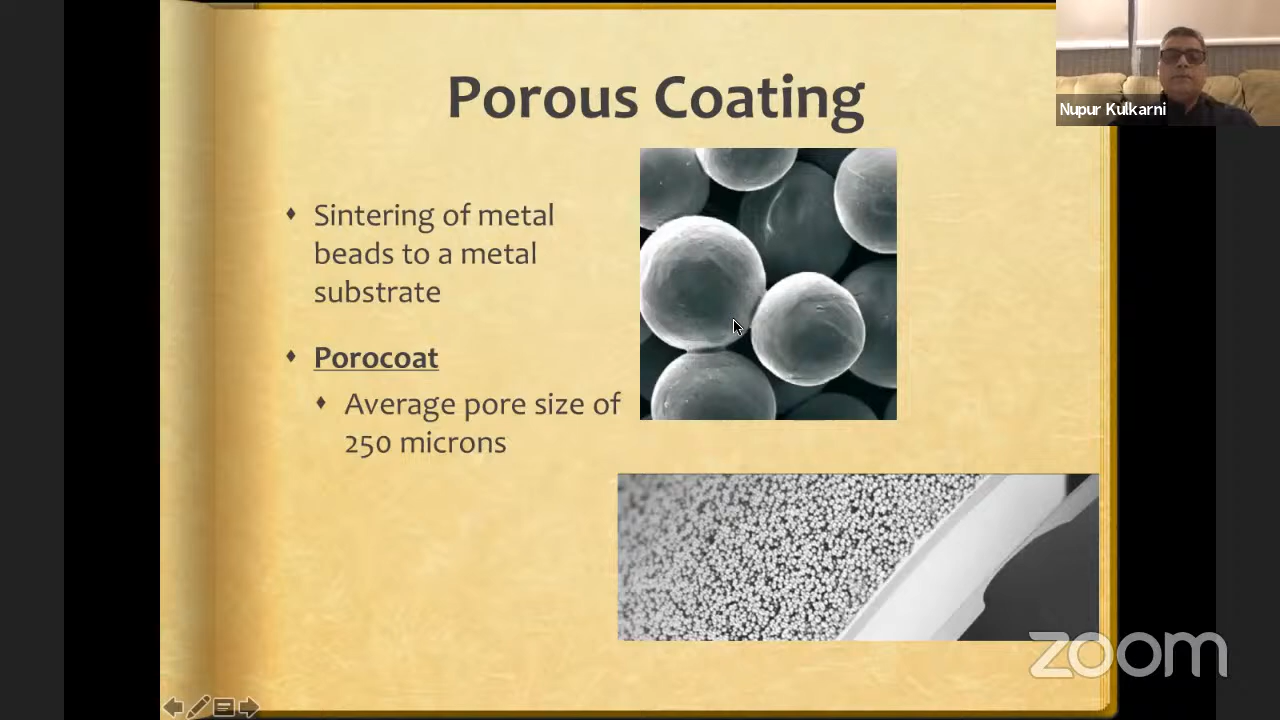 Porous Coating
Nupur Kulkarni
Sintering of metal
beads to a metal
substrate
Porocoat
Average pore size of
250 microns
zoom